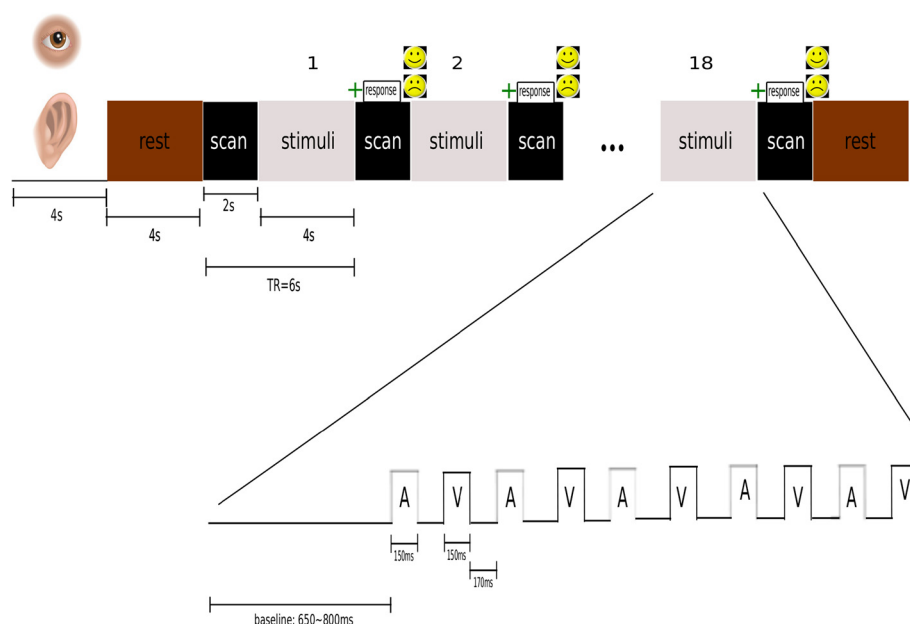 1 2 18
response response response
rest scan stimuli scan stimuli scan ... stimuli scan rest
4s 2s
4s 4s
TR=6s
A V A V A V A V A V
150ms 150ms
170ms
baseline: 650~800ms